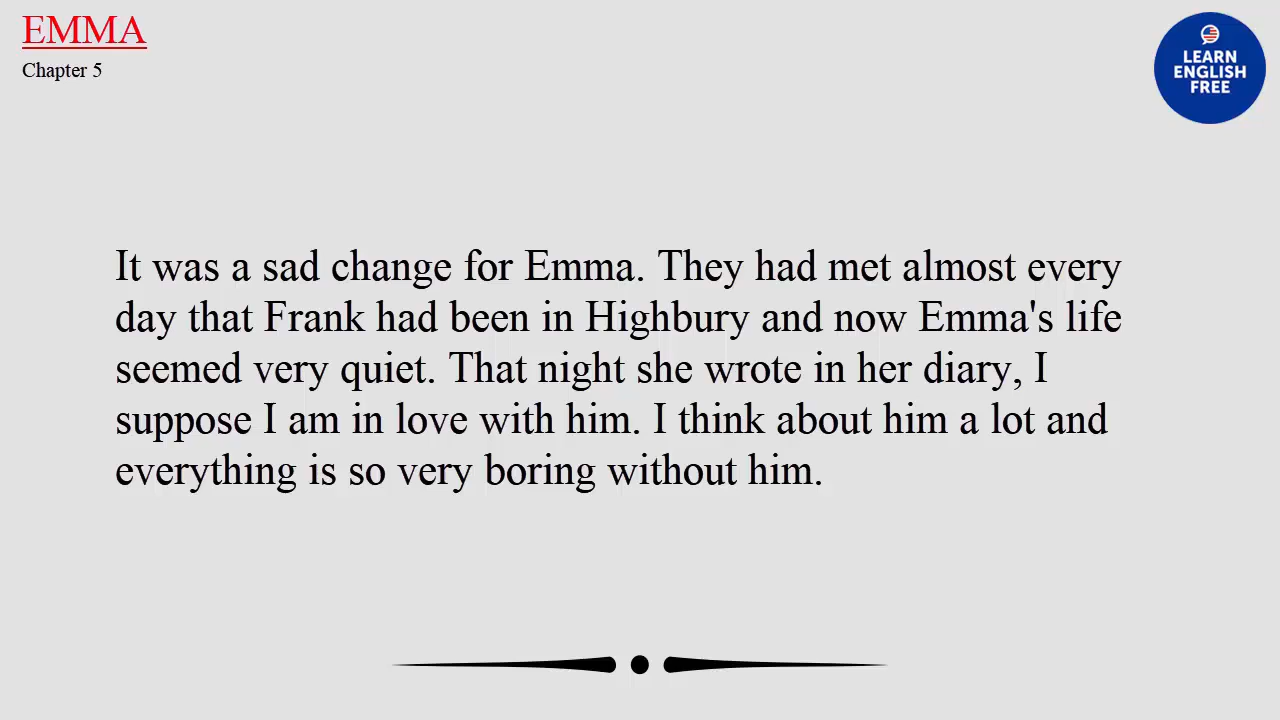 EMMA
Chapter 5
LEARN
ENGLISH
FREE
It was a sad change for Emma. They had met almost every
day that Frank had been in Highbury and now Emma's life
seemed very quiet. That night she wrote in her diary, I
suppose I am in love with him. I think about him a lot and
everything is so very boring without him.